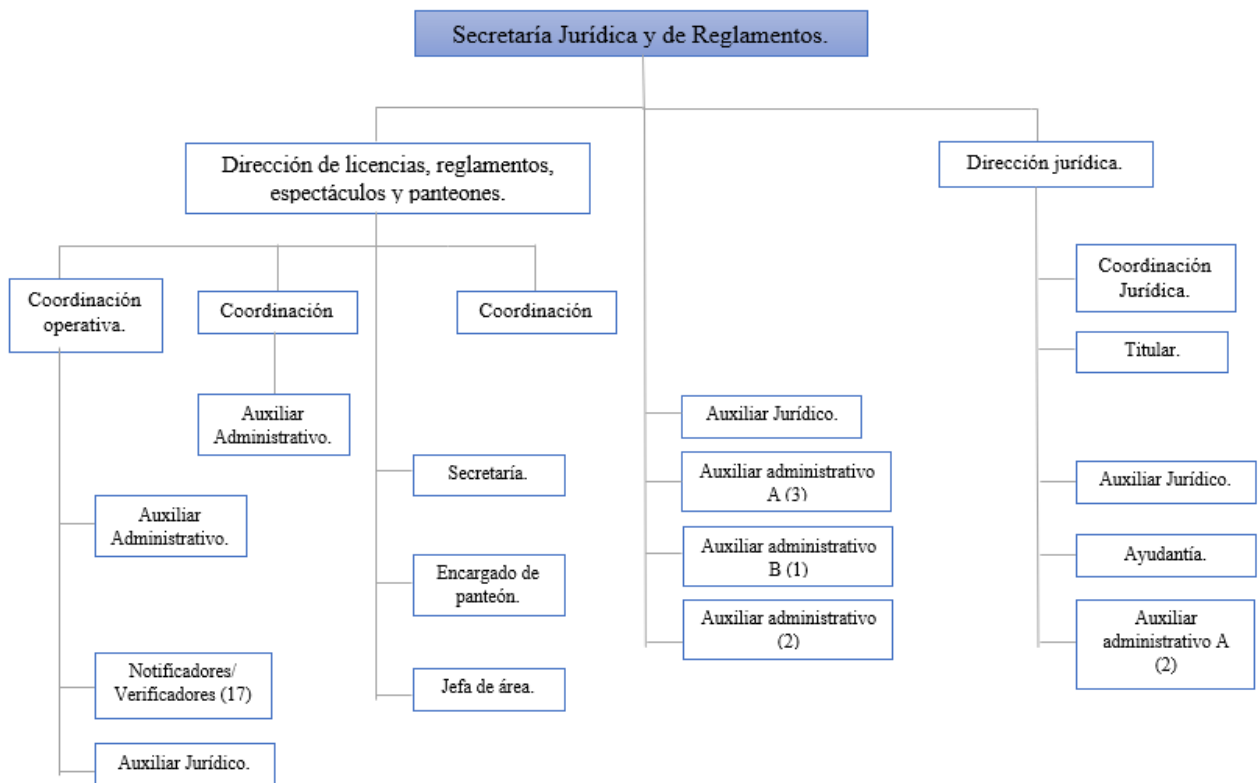 Secretaría Jurídica y de Reglamentos.
Dirección de licencias, reglamentos,
espectáculos y panteones.
Dirección jurídica.
Coordinación
operativa.
Coordinación
Coordinación
Coordinación
Jurídica.
Titular.
Auxiliar
Administrativo.
Auxiliar Jurídico.
Secretaría.
Auxiliar administrativo
A (3)
Auxiliar Jurídico.
Auxiliar
Administrativo.
Auxiliar administrativo
B (1)
Ayudantía.
Encargado de
panteón.
Auxiliar administrativo
(2)
Auxiliar
administrativo A
(2)
Notificadores/
Verificadores (17)
Jefa de área.
Auxiliar Jurídico.